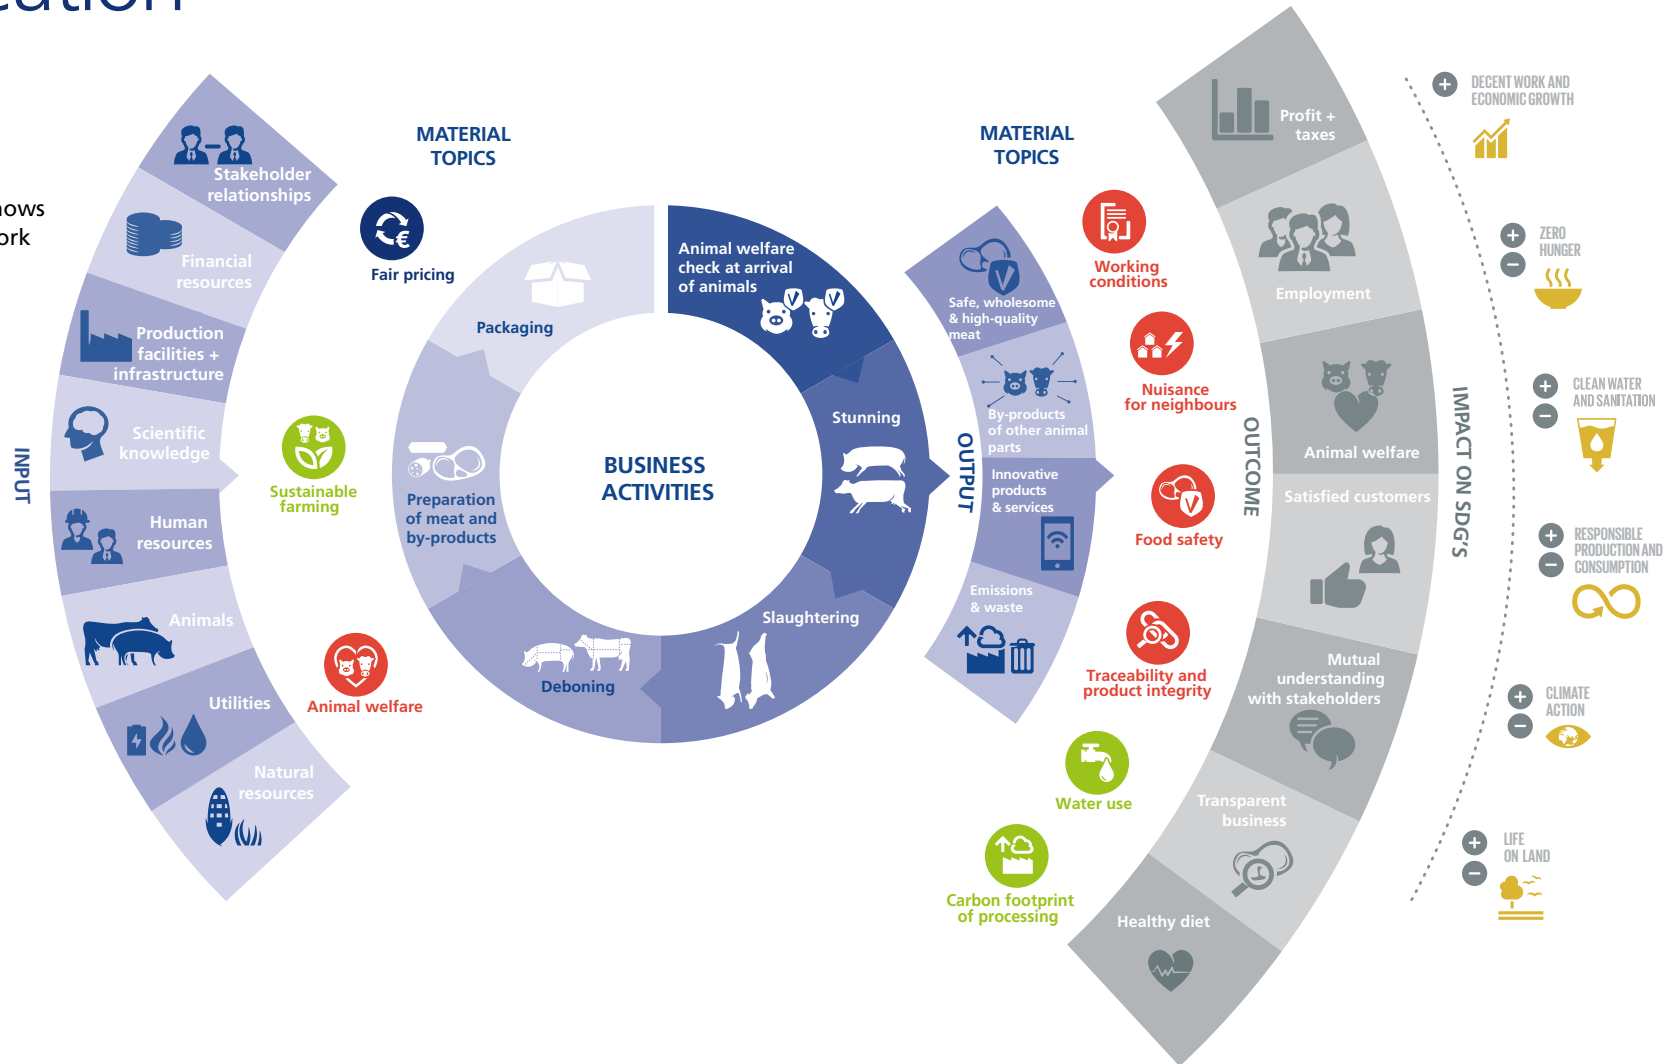 MATERIAL
TOPICS
Fair pricing
Sustainable
farming
Animal welfare
INPUT
Stakeholder
relationships
Financial
resources
Production
facilities +
infrastructure
Scientific
knowledge
Human
resources
Animals
Utilities
Natural
resources
BUSINESS
ACTIVITIES
Animal welfare
check at arrival
of animals
Stunning
Slaughtering
Deboning
Preparation
of meat and
by-products
Packaging
OUTPUT
Safe, wholesome
& high-quality
meat
By-products
of other animal
parts
Innovative
products
& services
Emissions
& waste
MATERIAL
TOPICS
Working
conditions
Nuisance
for neighbours
Food safety
Traceability and
product integrity
Water use
Carbon footprint
of processing
OUTCOME
Profit +
taxes
Employment
Animal welfare
Satisfied customers
Mutual
understanding
with stakeholders
Transparent
business
Healthy diet
IMPACT ON SDG'S
DECENT WORK AND
ECONOMIC GROWTH
ZERO
HUNGER
CLEAN WATER
AND SANITATION
RESPONSIBLE
PRODUCTION AND
CONSUMPTION
CLIMATE
ACTION
LIFE
ON LAND